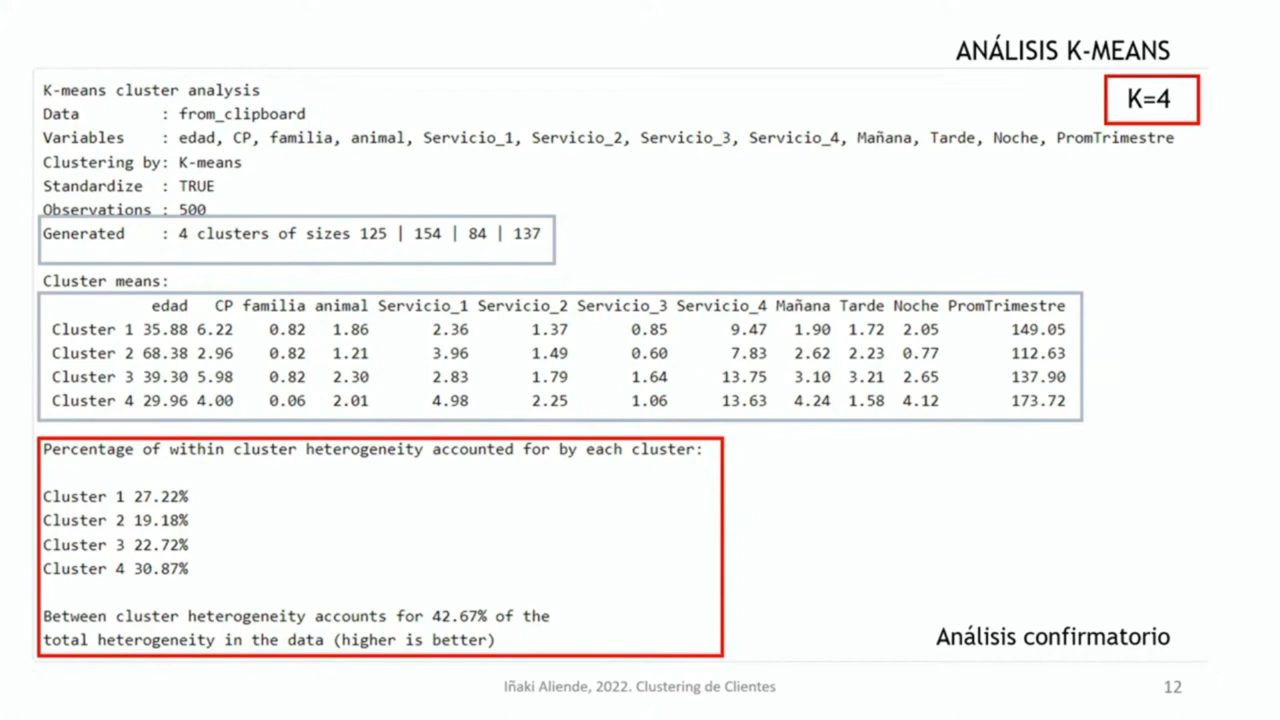 ANÁLISIS K-MEANS
K=4
K-means cluster analysis
Data : from_clipboard
Variables : edad, CP, familia, animal, Servicio_1, Servicio_2, Servicio_3, Servicio_4, Mañana, Tarde, Noche, PromTrimestre
Clustering by: K-means
Standardize : TRUE
Observations : 500
Generated : 4 clusters of sizes 125 | 154 | 84 | 137
Cluster means:
edad CP familia animal Servicio_1 Servicio_2 Servicio_3 Servicio_4 Mañana Tarde Noche PromTrimestre
Cluster 1 35.88 6.22 0.82 1.86 2.36 1.37 0.85 9.47 1.90 1.72 2.05 149.05
Cluster 2 68.38 2.96 0.82 1.21 3.96 1.49 0.60 7.83 2.62 2.23 0.77 112.63
Cluster 3 39.30 5.98 0.82 2.30 2.83 1.79 1.64 13.75 3.10 3.21 2.65 137.90
Cluster 4 29.96 4.00 0.06 2.01 4.98 2.25 1.06 13.63 4.24 1.58 4.12 173.72
Percentage of within cluster heterogeneity accounted for by each cluster:
Cluster 1 27.22%
Cluster 2 19.18%
Cluster 3 22.72%
Cluster 4 30.87%
Between cluster heterogeneity accounts for 42.67% of the
total heterogeneity in the data (higher is better)
Análisis confirmatorio
Iñaki Aliende, 2022. Clustering de Clientes
12